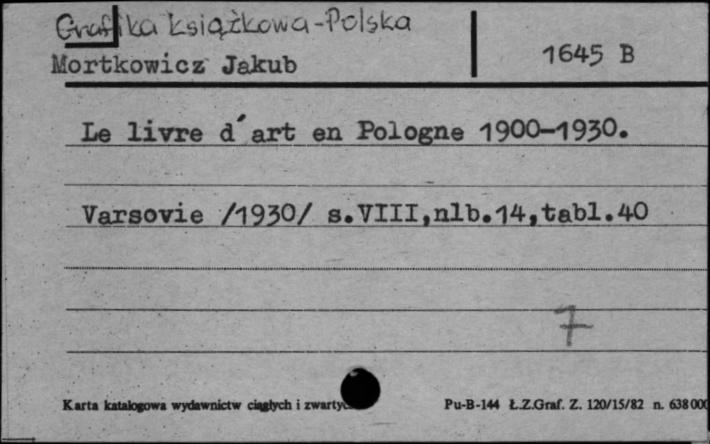 Grafika książkowa-Polska
Mortkowicz Jakub
1645 B
Le livre d'art en Pologne 1900-1930.
Varsovie /1930/ s.VIII,nlb.14,tabl.40
7
Karta katalogowa wydawnictw ciągłych i
Pu-B-144 Ł.Z.Graf. Z. 120/15/82 n. 638000